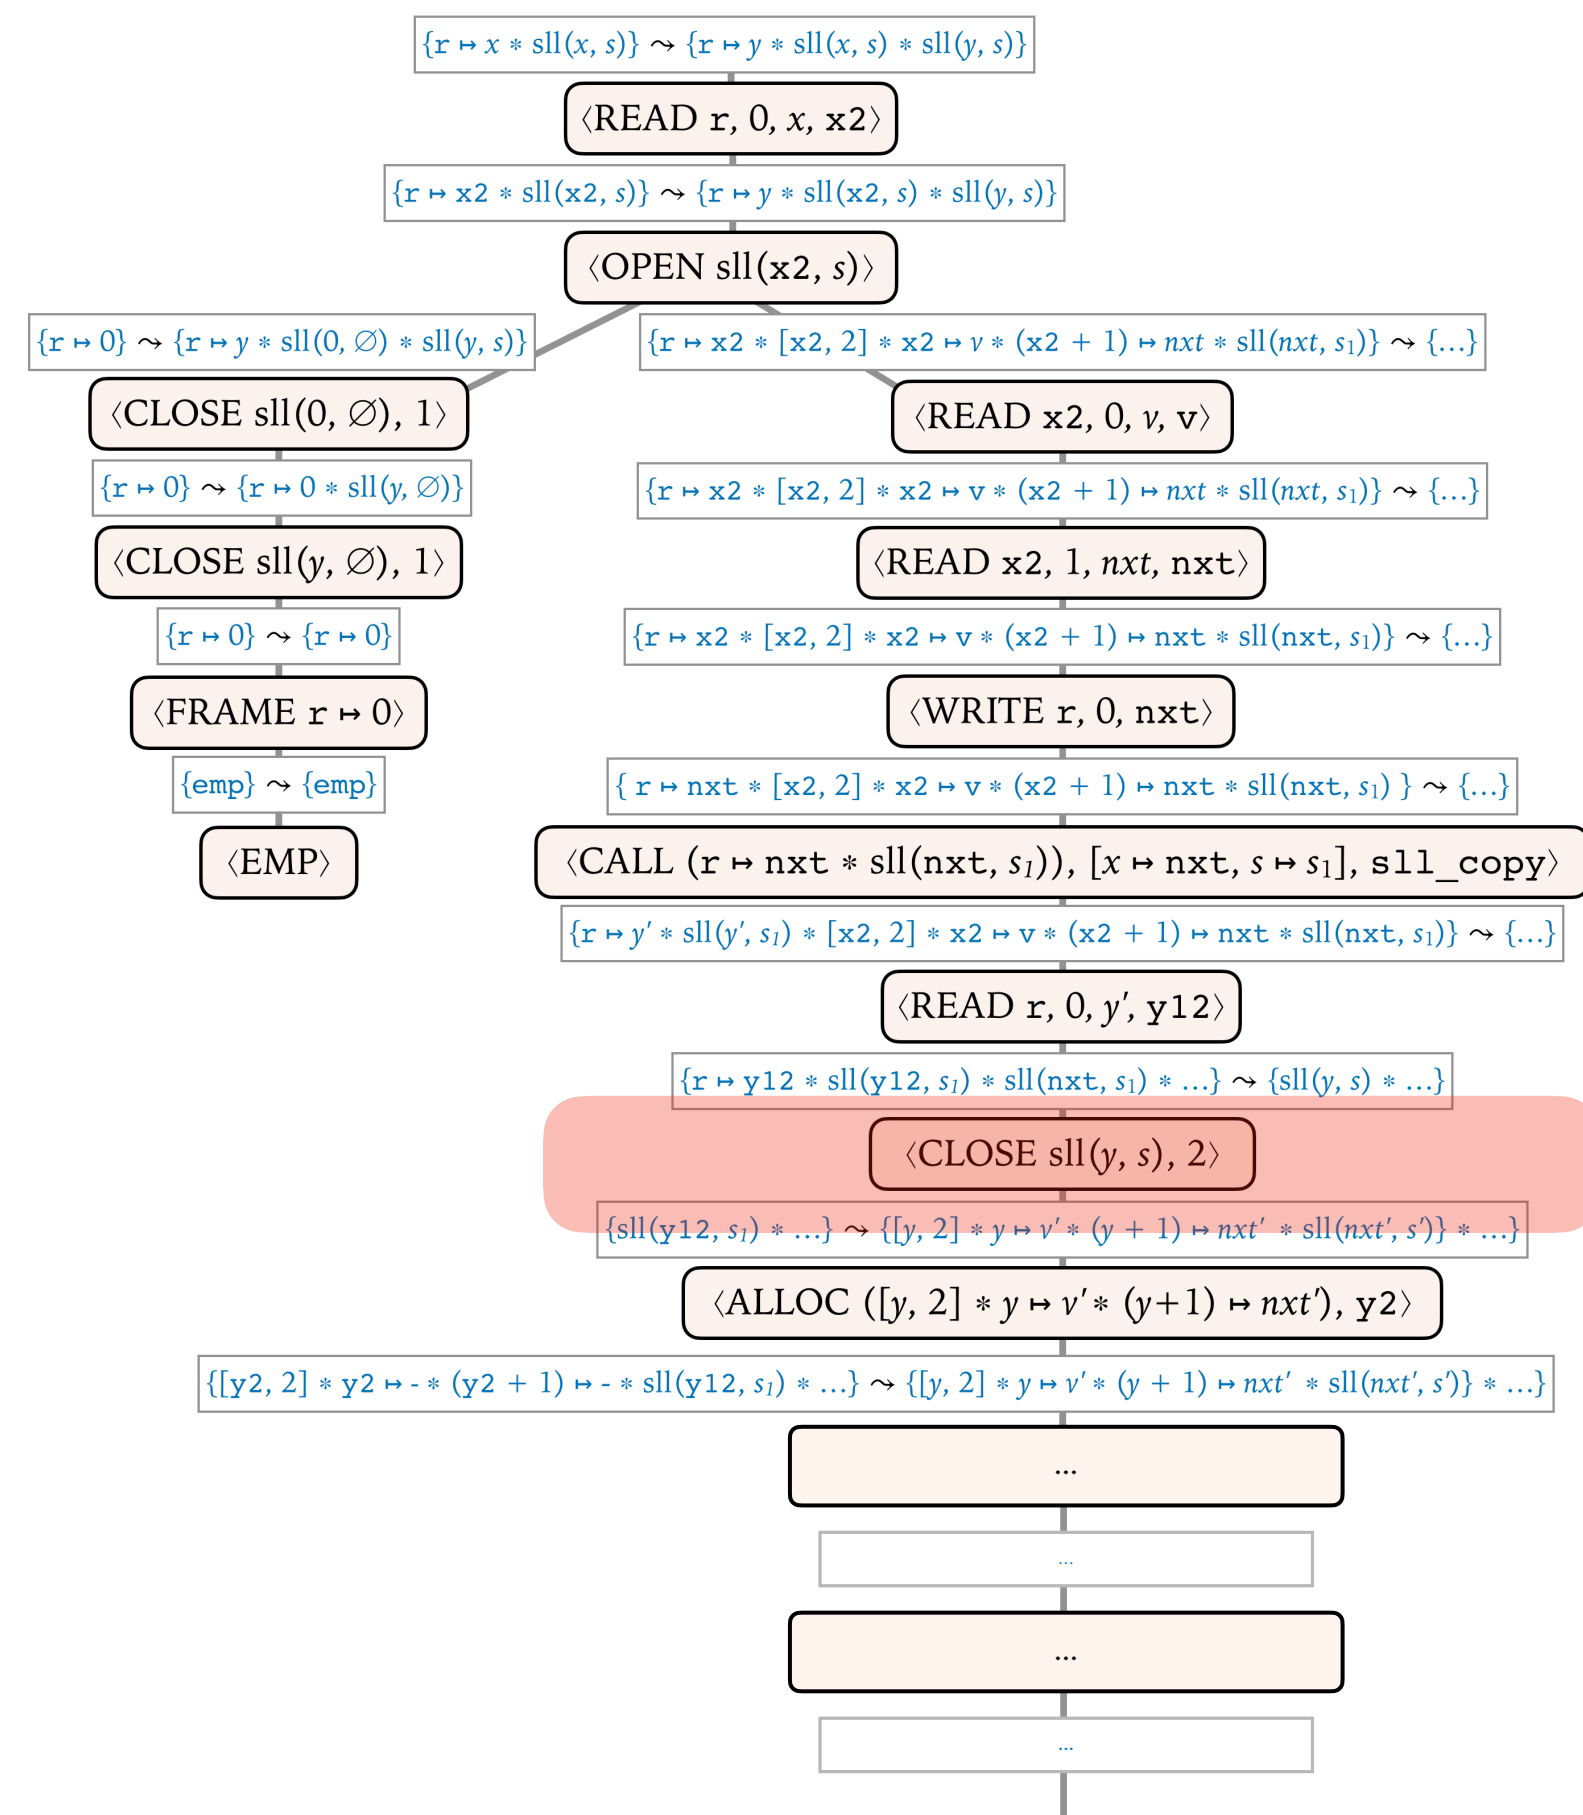 {r ↦ x ∗ sll(x, s)} ⤳ {r ↦ y ∗ sll(x, s) ∗ sll(y, s)}
⟨READ r, 0, x, x2⟩
{r ↦ x2 ∗ sll(x2, s)} ⤳ {r ↦ y ∗ sll(x2, s) ∗ sll(y, s)}
⟨OPEN sll(x2, s)⟩
{r ↦ 0} ⤳ {r ↦ y ∗ sll(0, ∅) ∗ sll(y, s)}
⟨CLOSE sll(0, ∅), 1⟩
{r ↦ 0} ⤳ {r ↦ 0 ∗ sll(y, ∅)}
⟨CLOSE sll(y, ∅), 1⟩
{r ↦ 0} ⤳ {r ↦ 0}
⟨FRAME r ↦ 0⟩
{emp} ⤳ {emp}
⟨EMP⟩
{r ↦ x2 ∗ [x2, 2] ∗ x2 ↦ v ∗ (x2 + 1) ↦ nxt ∗ sll(nxt, s₁)} ⤳ {…}
⟨READ x2, 0, v, v⟩
{r ↦ x2 ∗ [x2, 2] ∗ x2 ↦ v ∗ (x2 + 1) ↦ nxt ∗ sll(nxt, s₁)} ⤳ {…}
⟨READ x2, 1, nxt, nxt⟩
{r ↦ x2 ∗ [x2, 2] ∗ x2 ↦ v ∗ (x2 + 1) ↦ nxt ∗ sll(nxt, s₁)} ⤳ {…}
⟨WRITE r, 0, nxt⟩
{ r ↦ nxt ∗ [x2, 2] ∗ x2 ↦ v ∗ (x2 + 1) ↦ nxt ∗ sll(nxt, s₁) } ⤳ {…}
⟨CALL (r ↦ nxt ∗ sll(nxt, s₁)), [x ↦ nxt, s ↦ s₁], sll_copy⟩
{r ↦ y′ ∗ sll(y′, s₁) ∗ [x2, 2] ∗ x2 ↦ v ∗ (x2 + 1) ↦ nxt ∗ sll(nxt, s₁)} ⤳ {…}
⟨READ r, 0, y′, y12⟩
{r ↦ y12 ∗ sll(y12, s₁) ∗ sll(nxt, s₁) ∗ …} ⤳ {sll(y, s) ∗ …}
⟨CLOSE sll(y, s), 2⟩
{sll(y12, s₁) ∗ …} ⤳ {[y, 2] ∗ y ↦ v′ ∗ (y + 1) ↦ nxt′ ∗ sll(nxt′, s′)} ∗ …}
⟨ALLOC ([y, 2] ∗ y ↦ v′ ∗ (y+1) ↦ nxt′), y2⟩
{[y2, 2] ∗ y2 ↦ - ∗ (y2 + 1) ↦ - ∗ sll(y12, s₁) ∗ …} ⤳ {[y, 2] ∗ y ↦ v′ ∗ (y + 1) ↦ nxt′ ∗ sll(nxt′, s′)} ∗ …}
...
...
...
...